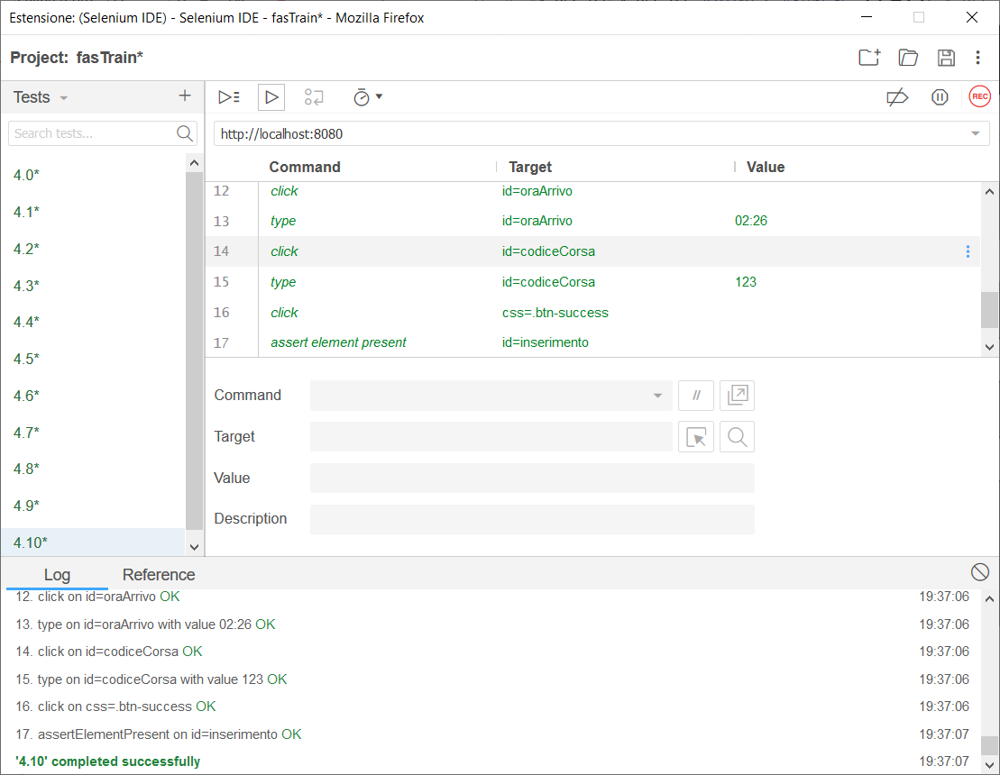 Estensione: (Selenium IDE) - Selenium IDE - fasTrain* - Mozilla Firefox
Project: fasTrain*
Tests
REC
Search tests...
http://localhost:8080
Command Target Value
4.0*
4.1*
4.2*
4.3*
4.4*
4.5*
4.6*
4.7*
4.8*
4.9*
4.10*
12 click id=oraArrivo
13 type id=oraArrivo 02:26
14 click id=codiceCorsa
15 type id=codiceCorsa 123
16 click css=.btn-success
17 assert element present id=inserimento
Command //
Target
Value
Description
Log Reference
12. click on id=oraArrivo OK 19:37:06
13. type on id=oraArrivo with value 02:26 OK 19:37:06
14. click on id=codiceCorsa OK 19:37:06
15. type on id=codiceCorsa with value 123 OK 19:37:06
16. click on css=.btn-success OK 19:37:06
17. assertElementPresent on id=inserimento OK 19:37:07
'4.10' completed successfully 19:37:07